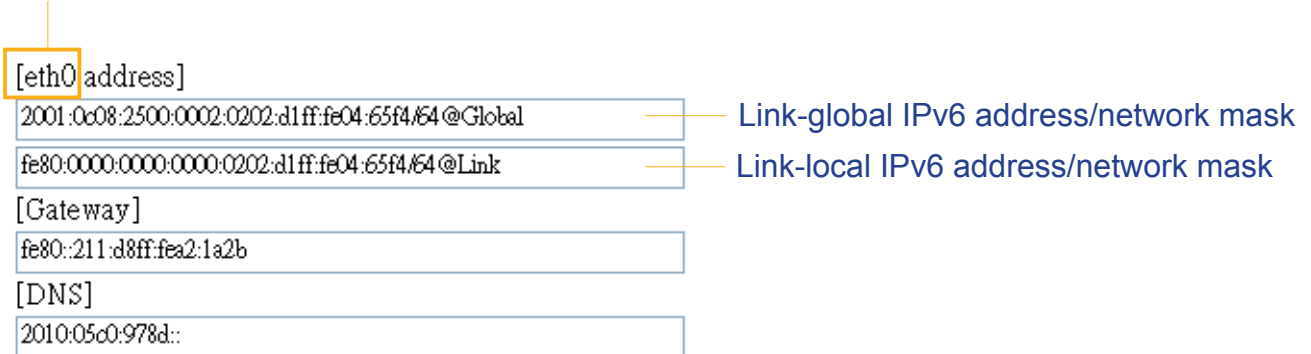 [eth0 address]
2001:0c08:2500:0002:0202:d1ff:fe04:65f4/64@Global
Link-global IPv6 address/network mask
fe80:0000:0000:0000:0202:d1ff:fe04:65f4/64@Link
Link-local IPv6 address/network mask
[Gateway]
fe80::211:d8ff:fea2:1a2b
[DNS]
2010:05c0:978d::